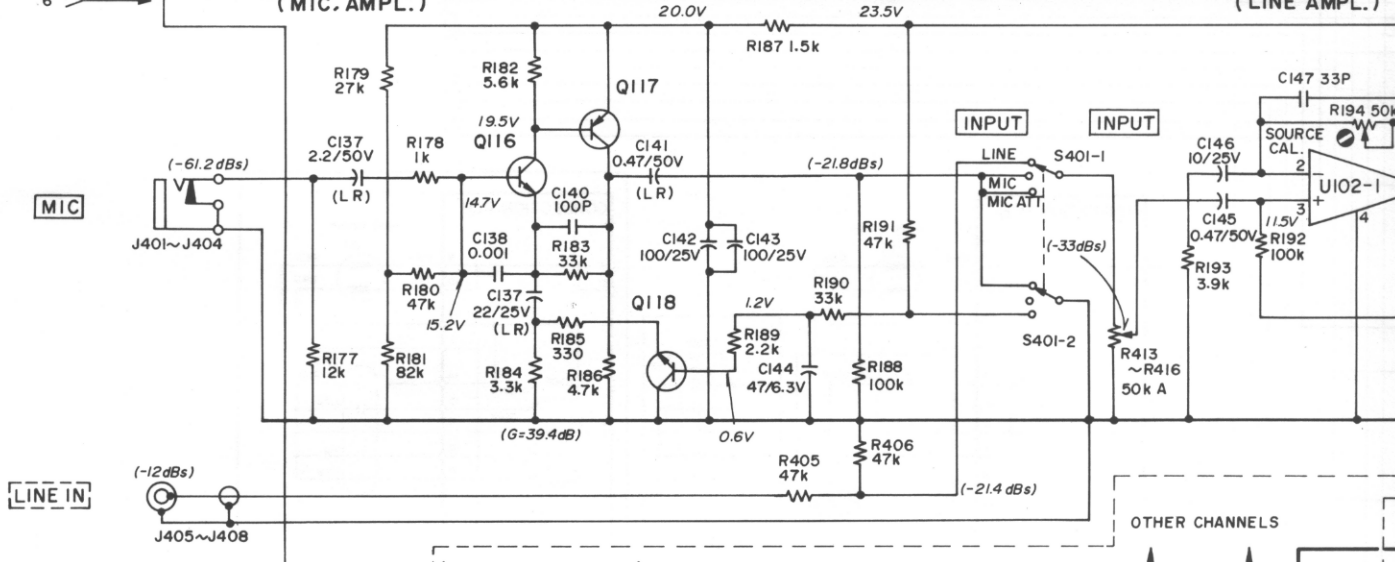 6
(MIC. AMPL.)
20.0V
23.5V
(LINE AMPL.)
R187 1.5k
R179
27k
R182
5.6k
Q117
C147 33P
R194 50k
19.5V
Q116
INPUT
INPUT
SOURCE
CAL.
C137
2.2/50V
(LR)
R178
1k
C141
0.47/50V
(LR)
(-61.2dBs)
(-21.8dBs)
LINE
S401-1
MIC
MIC ATT
C146
10/25V
2
U102-1
3
4
MIC
J401~J404
14.7V
C140
100P
C138
0.001
R183
33k
C142
100/25V
C143
100/25V
R191
47k
(-33dBs)
C145
0.47/50V
11.5V
R192
100k
R193
3.9k
R180
47k
15.2V
C137
22/25V
(LR)
Q118
1.2V
R190
33k
S401-2
R177
12k
R181
82k
R185
330
R184
3.3k
R186
4.7k
R189
2.2k
C144
47/6.3V
R188
100k
R413
~R416
50k A
(G=39.4dB)
0.6V
R406
47k
R405
47k
(-12dBs)
LINE IN
(-21.4dBs)
J405~J408
OTHER CHANNELS